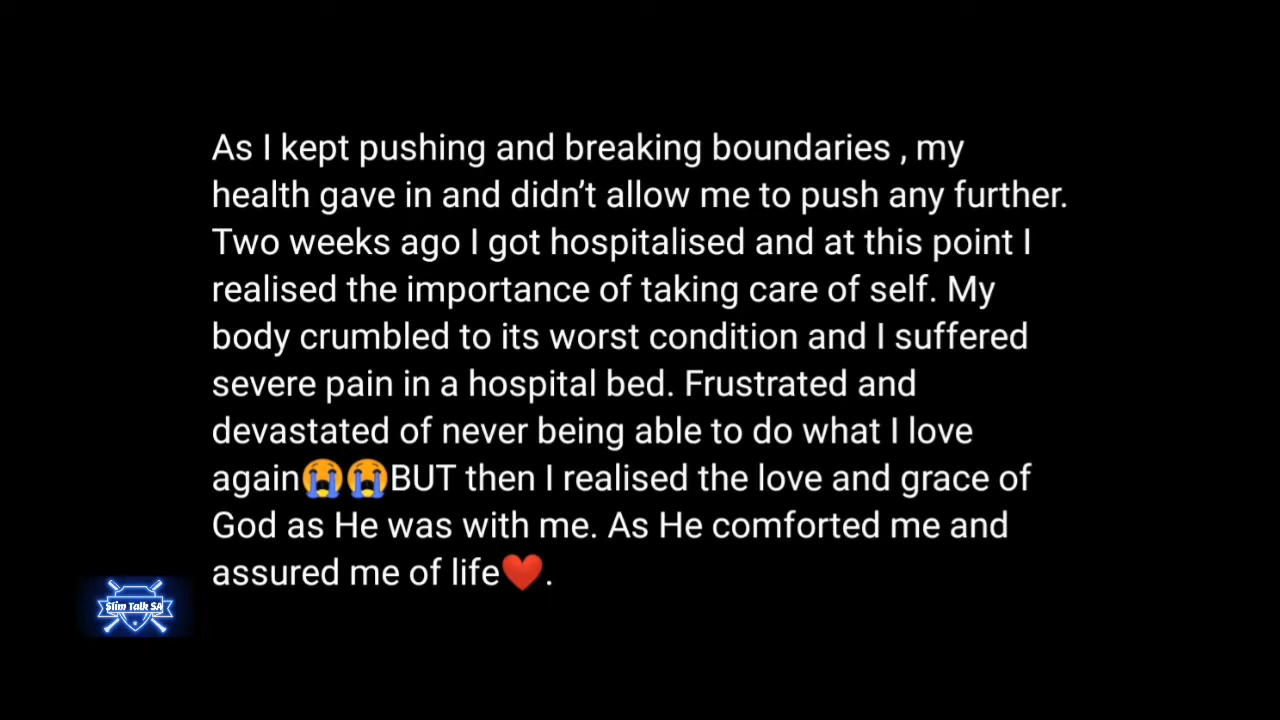 As I kept pushing and breaking boundaries , my
health gave in and didn’t allow me to push any further.
Two weeks ago I got hospitalised and at this point I
realised the importance of taking care of self. My
body crumbled to its worst condition and I suffered
severe pain in a hospital bed. Frustrated and
devastated of never being able to do what I love
again😭😭BUT then I realised the love and grace of
God as He was with me. As He comforted me and
assured me of life❤️.
Slim Talk SA